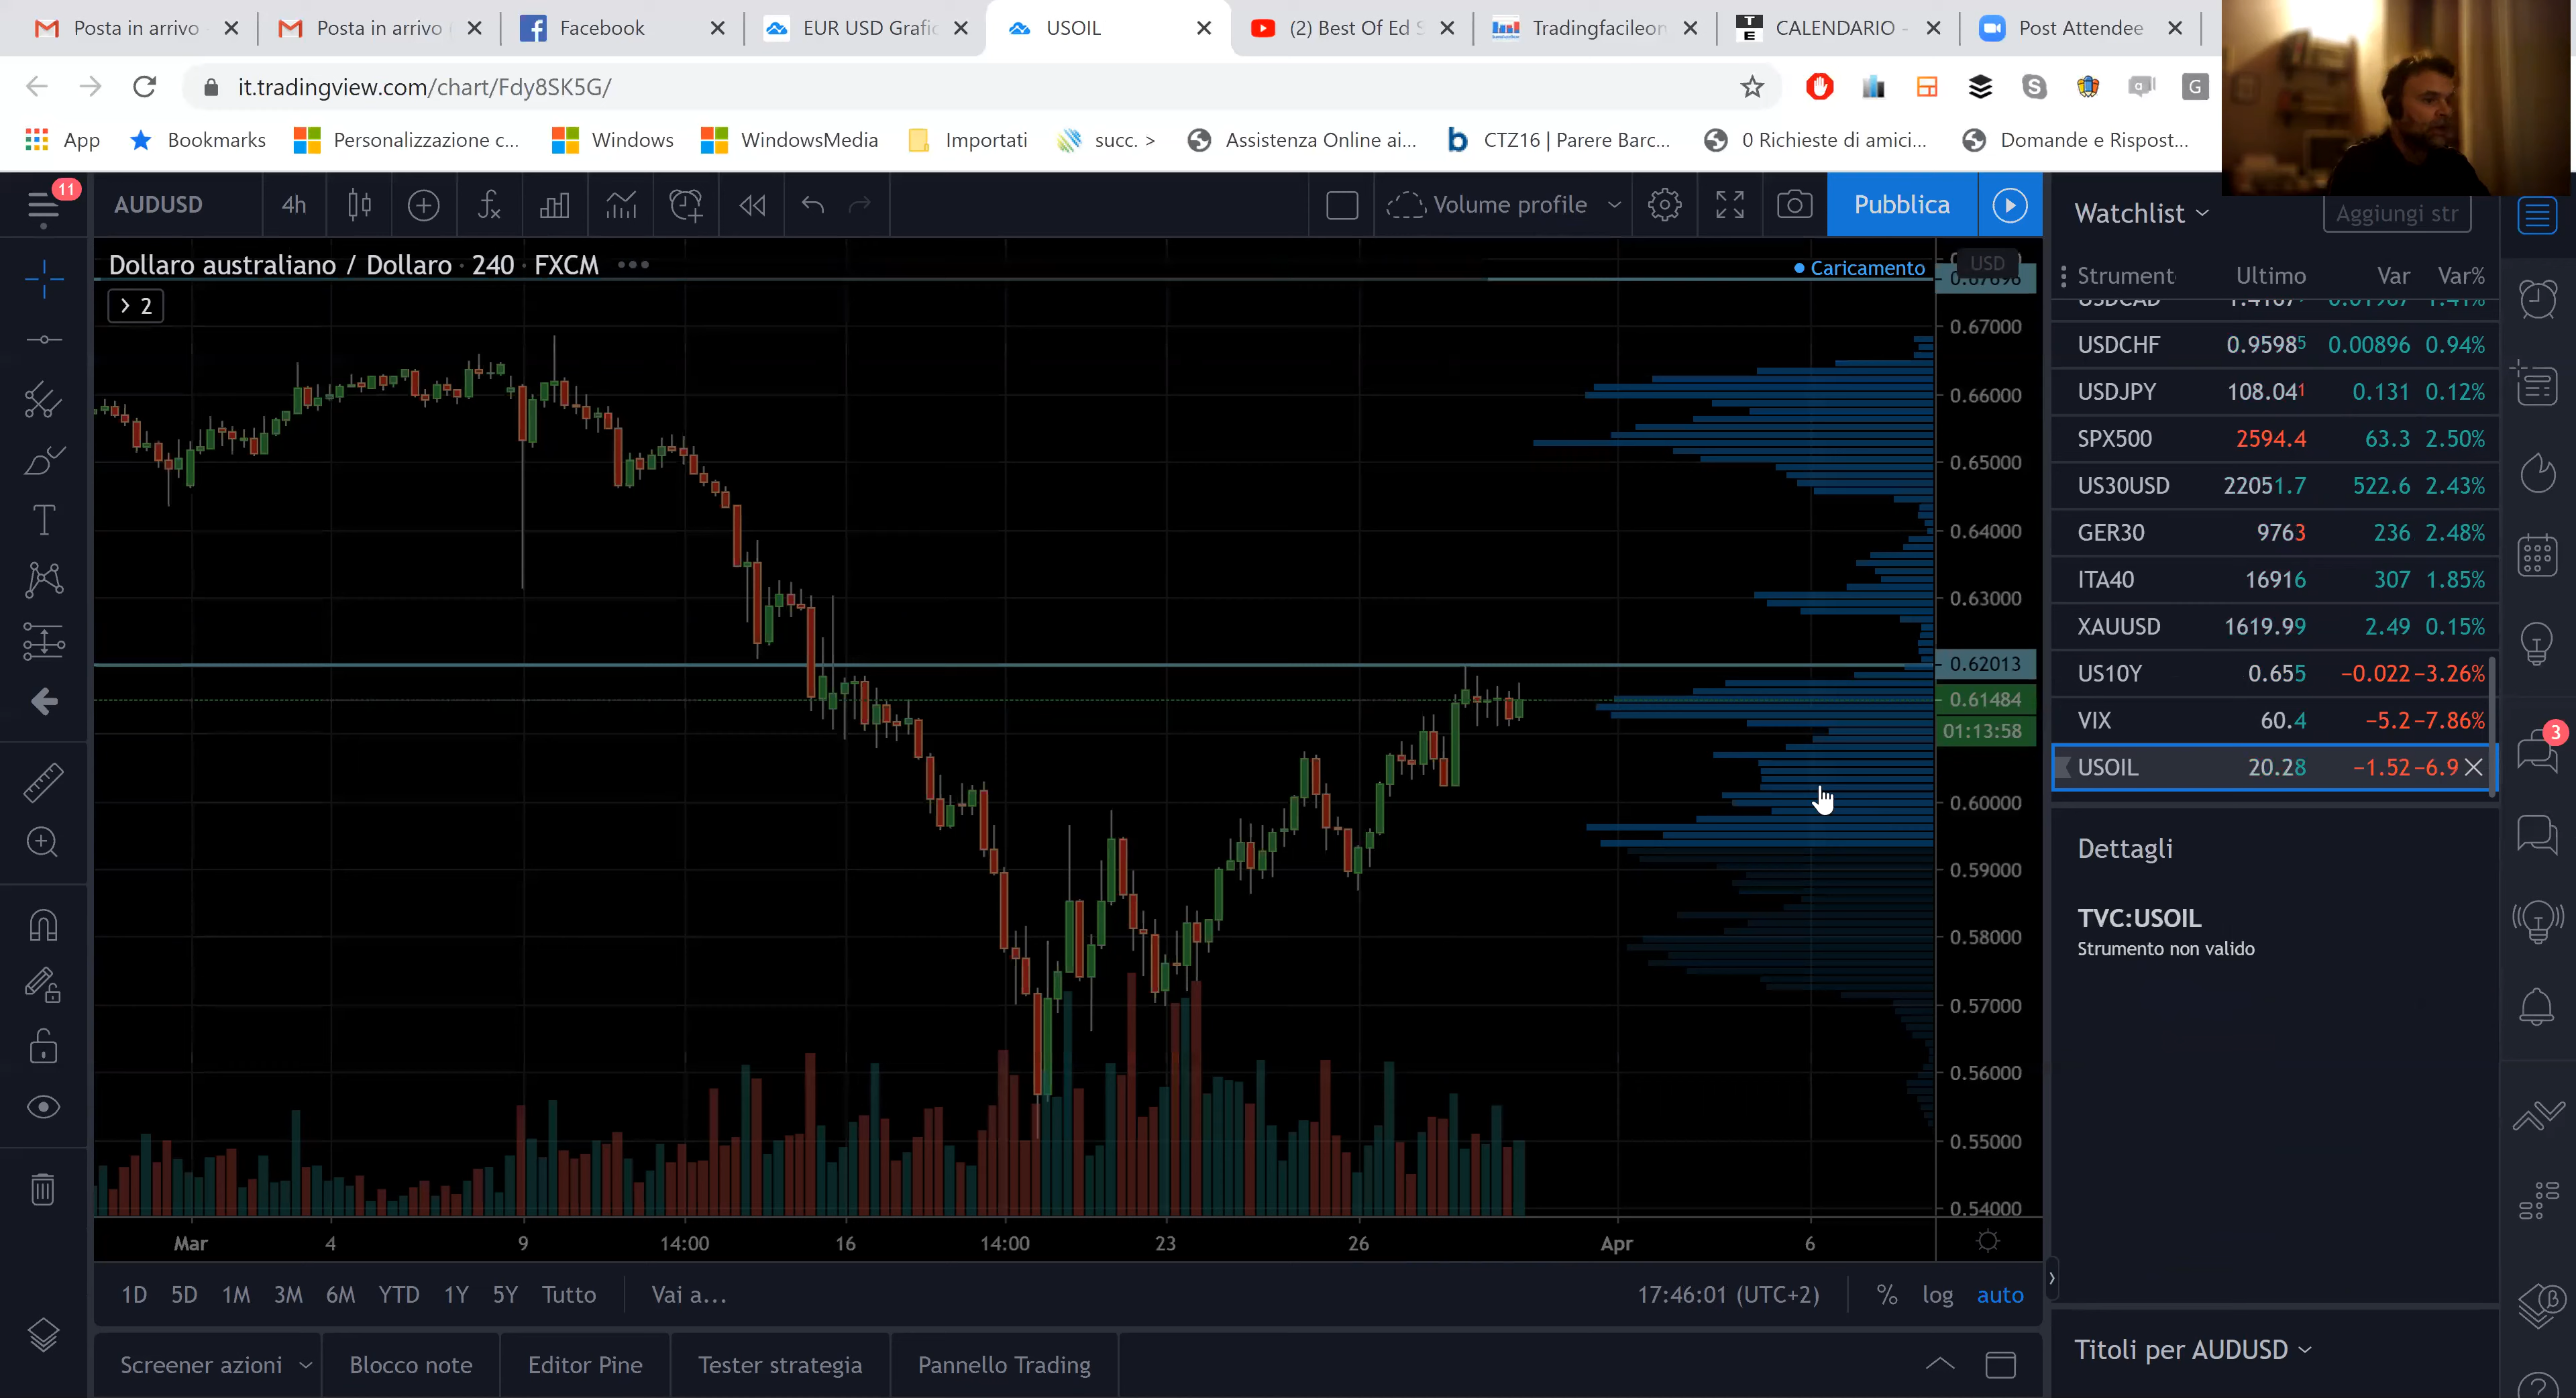 Posta in arrivo
Posta in arrivo
Facebook
EUR USD Grafic
USOIL
(2) Best Of Ed S
Tradingfacileon
CALENDARIO -
Post Attendee
it.tradingview.com/chart/Fdy8SK5G/
App
Bookmarks
Personalizzazione c...
Windows
WindowsMedia
Importati
succ. >
Assistenza Online ai...
CTZ16 | Parere Barc...
0 Richieste di amici...
Domande e Rispost...
11
AUDUSD
4h
Volume profile
Pubblica
Watchlist
Aggiungi str
Dollaro australiano / Dollaro · 240 · FXCM
2
Caricamento
USD
Strument
Ultimo
Var
Var%
USDCHF 0.95985 0.00896 0.94%
USDJPY 108.041 0.131 0.12%
SPX500 2594.4 63.3 2.50%
US30USD 22051.7 522.6 2.43%
GER30 9763 236 2.48%
ITA40 16916 307 1.85%
XAUUSD 1619.99 2.49 0.15%
US10Y 0.655 −0.022 −3.26%
VIX 60.4 −5.2 −7.86%
USOIL 20.28 −1.52 −6.9
0.67000
0.66000
0.65000
0.64000
0.63000
0.62013
0.61484
01:13:58
0.60000
0.59000
0.58000
0.57000
0.56000
0.55000
0.54000
3
Dettagli
TVC:USOIL
Strumento non valido
Mar
4
9
14:00
16
14:00
23
26
Apr
6
1D 5D 1M 3M 6M YTD 1Y 5Y Tutto
Vai a...
17:46:01 (UTC+2)
%
log
auto
Screener azioni
Blocco note
Editor Pine
Tester strategia
Pannello Trading
Titoli per AUDUSD